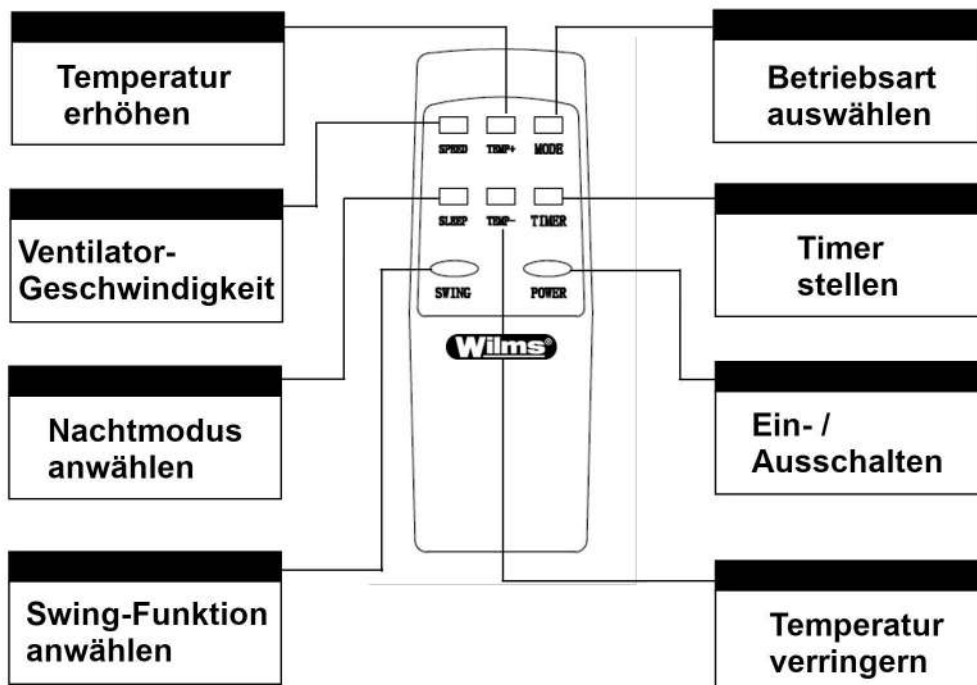 Temperatur
erhöhen
Betriebsart
auswählen
SPEED TEMP+ MODE
Ventilator-
Geschwindigkeit
SLEEP TEMP- TIMER
Timer
stellen
SWING POWER
Wilms®
Nachtmodus
anwählen
Ein- /
Ausschalten
Swing-Funktion
anwählen
Temperatur
verringern